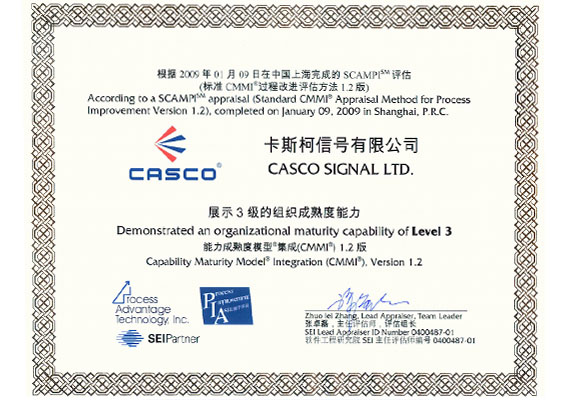 根据 2009 年 01 月 09 日在中国上海完成的 SCAMPI℠ 评估
(标准 CMMI®过程改进评估方法 1.2 版)
According to a SCAMPI℠ appraisal (Standard CMMI® Appraisal Method for Process
Improvement Version 1.2), completed on January 09, 2009 in Shanghai, P.R.C.
CASCO®
卡斯柯信号有限公司
CASCO SIGNAL LTD.
展示 3 级的组织成熟度能力
Demonstrated an organizational maturity capability of Level 3
能力成熟度模型®集成(CMMI®) 1.2 版
Capability Maturity Model® Integration (CMMI®), Version 1.2
Process
Advantage
Technology, Inc.
SEI Partner
PIA
Zhuo lei Zhang, Lead Appraiser, Team Leader
张卓磊, 主任评估师, 评估组长
SEI Lead Appraiser ID Number 0400487-01
软件工程研究院 SEI 主任评估师编号 0400487-01